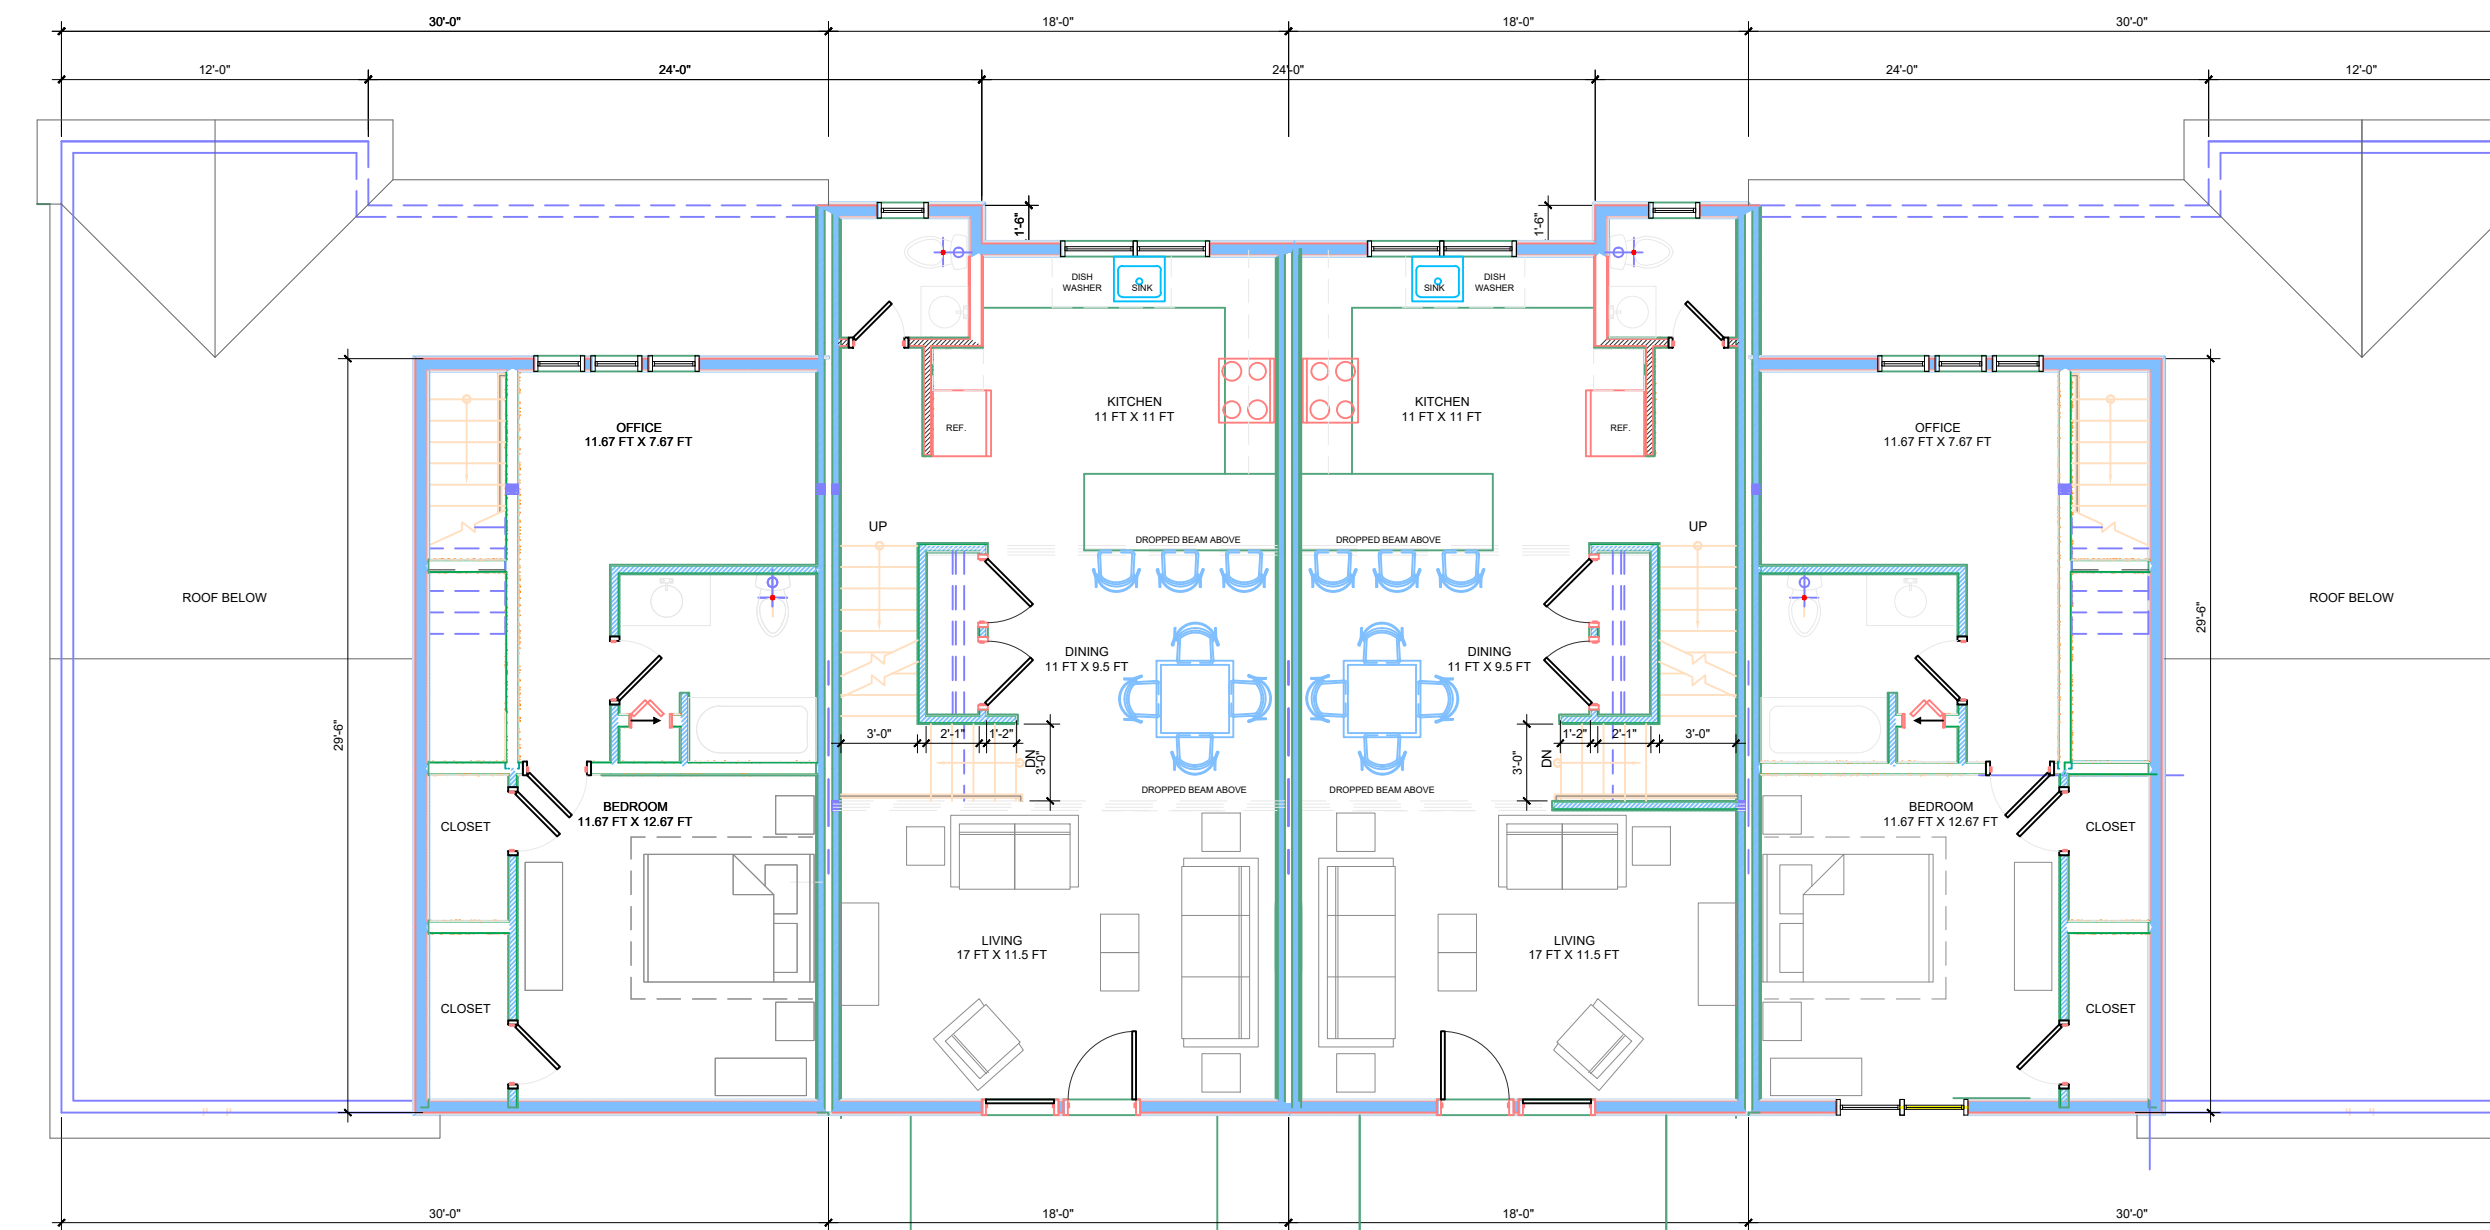 30'-0"
18'-0"
18'-0"
30'-0"
12'-0"
24'-0"
24'-0"
24'-0"
12'-0"
1'-6"
1'-6"
DISH
WASHER
SINK
SINK
DISH
WASHER
KITCHEN
11 FT X 11 FT
KITCHEN
11 FT X 11 FT
OFFICE
11.67 FT X 7.67 FT
REF.
REF.
OFFICE
11.67 FT X 7.67 FT
UP
DROPPED BEAM ABOVE
DROPPED BEAM ABOVE
UP
ROOF BELOW
ROOF BELOW
29'-6"
29'-6"
DINING
11 FT X 9.5 FT
DINING
11 FT X 9.5 FT
3'-0"
2'-1"
1'-2"
DN
3'-0"
3'-0"
DN
1'-2"
2'-1"
3'-0"
DROPPED BEAM ABOVE
DROPPED BEAM ABOVE
BEDROOM
11.67 FT X 12.67 FT
BEDROOM
11.67 FT X 12.67 FT
CLOSET
CLOSET
LIVING
17 FT X 11.5 FT
LIVING
17 FT X 11.5 FT
CLOSET
CLOSET
30'-0"
18'-0"
18'-0"
30'-0"